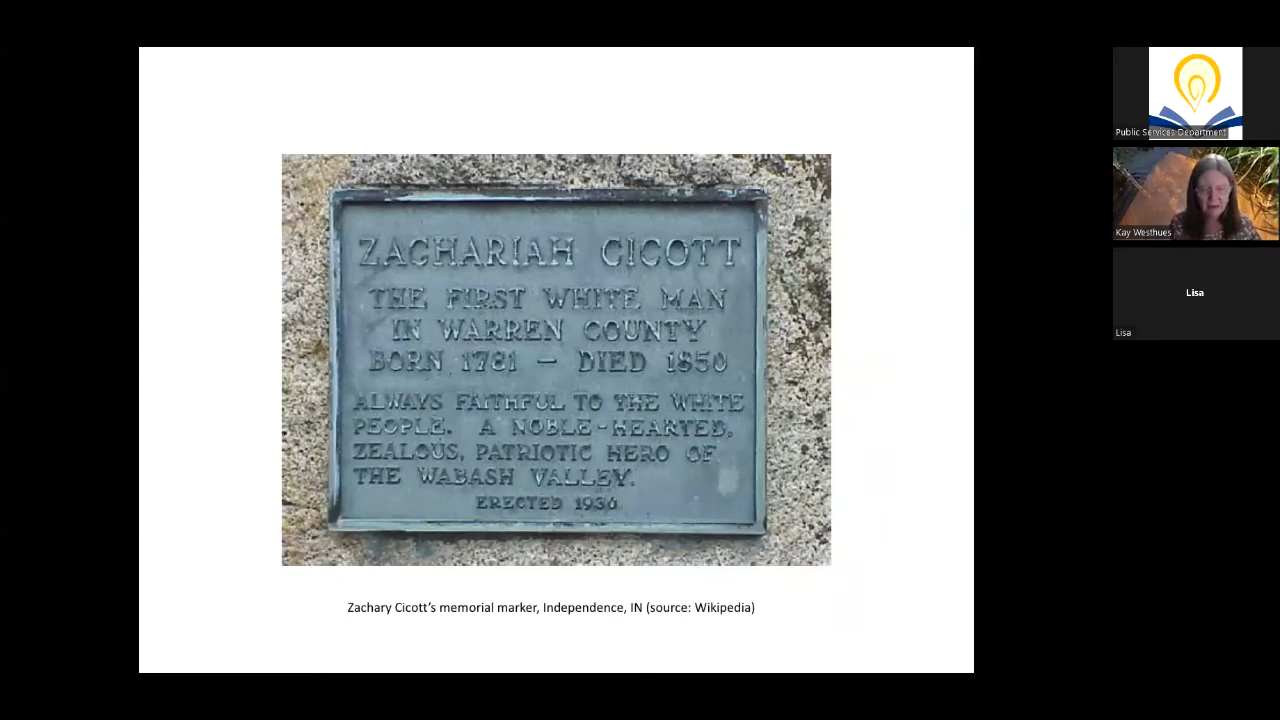 ZACHARIAH CICOTT
THE FIRST WHITE MAN
IN WARREN COUNTY
BORN 1781 – DIED 1850
ALWAYS FAITHFUL TO THE WHITE
PEOPLE. A NOBLE-HEARTED,
ZEALOUS, PATRIOTIC HERO OF
THE WABASH VALLEY.
ERECTED 1936
Zachary Cicott’s memorial marker, Independence, IN (source: Wikipedia)
Public Services Department
Kay Westhues
Lisa
Lisa